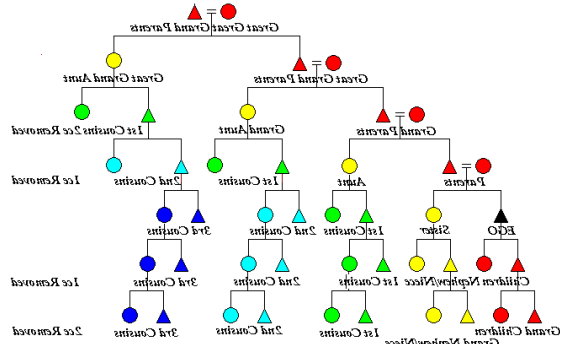 Great Great Grand Parents
Great Great Grand Aunt
Great Grand Parents
1st Cousins 2ce Removed
Grand Aunt
Grand Parents
1ce Removed
2nd Cousins
1st Cousins
Aunt
Parents
3rd Cousins
2nd Cousins
1st Cousins
Sister
EGO
1ce Removed
3rd Cousins
2nd Cousins
1st Cousins
Nephew/Niece
Children
2ce Removed
3rd Cousins
2nd Cousins
1st Cousins
Grand Nephew/Niece
Grand Children